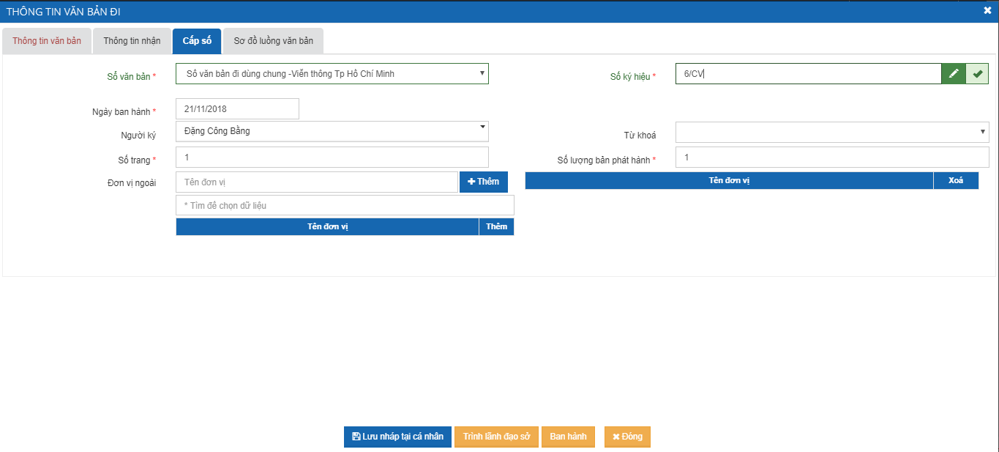 THÔNG TIN VĂN BẢN ĐI
Thông tin văn bản Thông tin nhận Cấp số Sơ đồ luồng văn bản
Sổ văn bản * Sổ văn bản đi dùng chung -Viễn thông Tp Hồ Chí Minh Số ký hiệu * 6/CV
Ngày ban hành * 21/11/2018
Người ký Đặng Công Bằng Từ khoá
Số trang * 1 Số lượng bản phát hành * 1
Đơn vị ngoài Tên đơn vị Thêm Tên đơn vị Xoá
* Tìm để chọn dữ liệu
Tên đơn vị Thêm
Lưu nháp tại cá nhân Trình lãnh đạo sở Ban hành Đóng